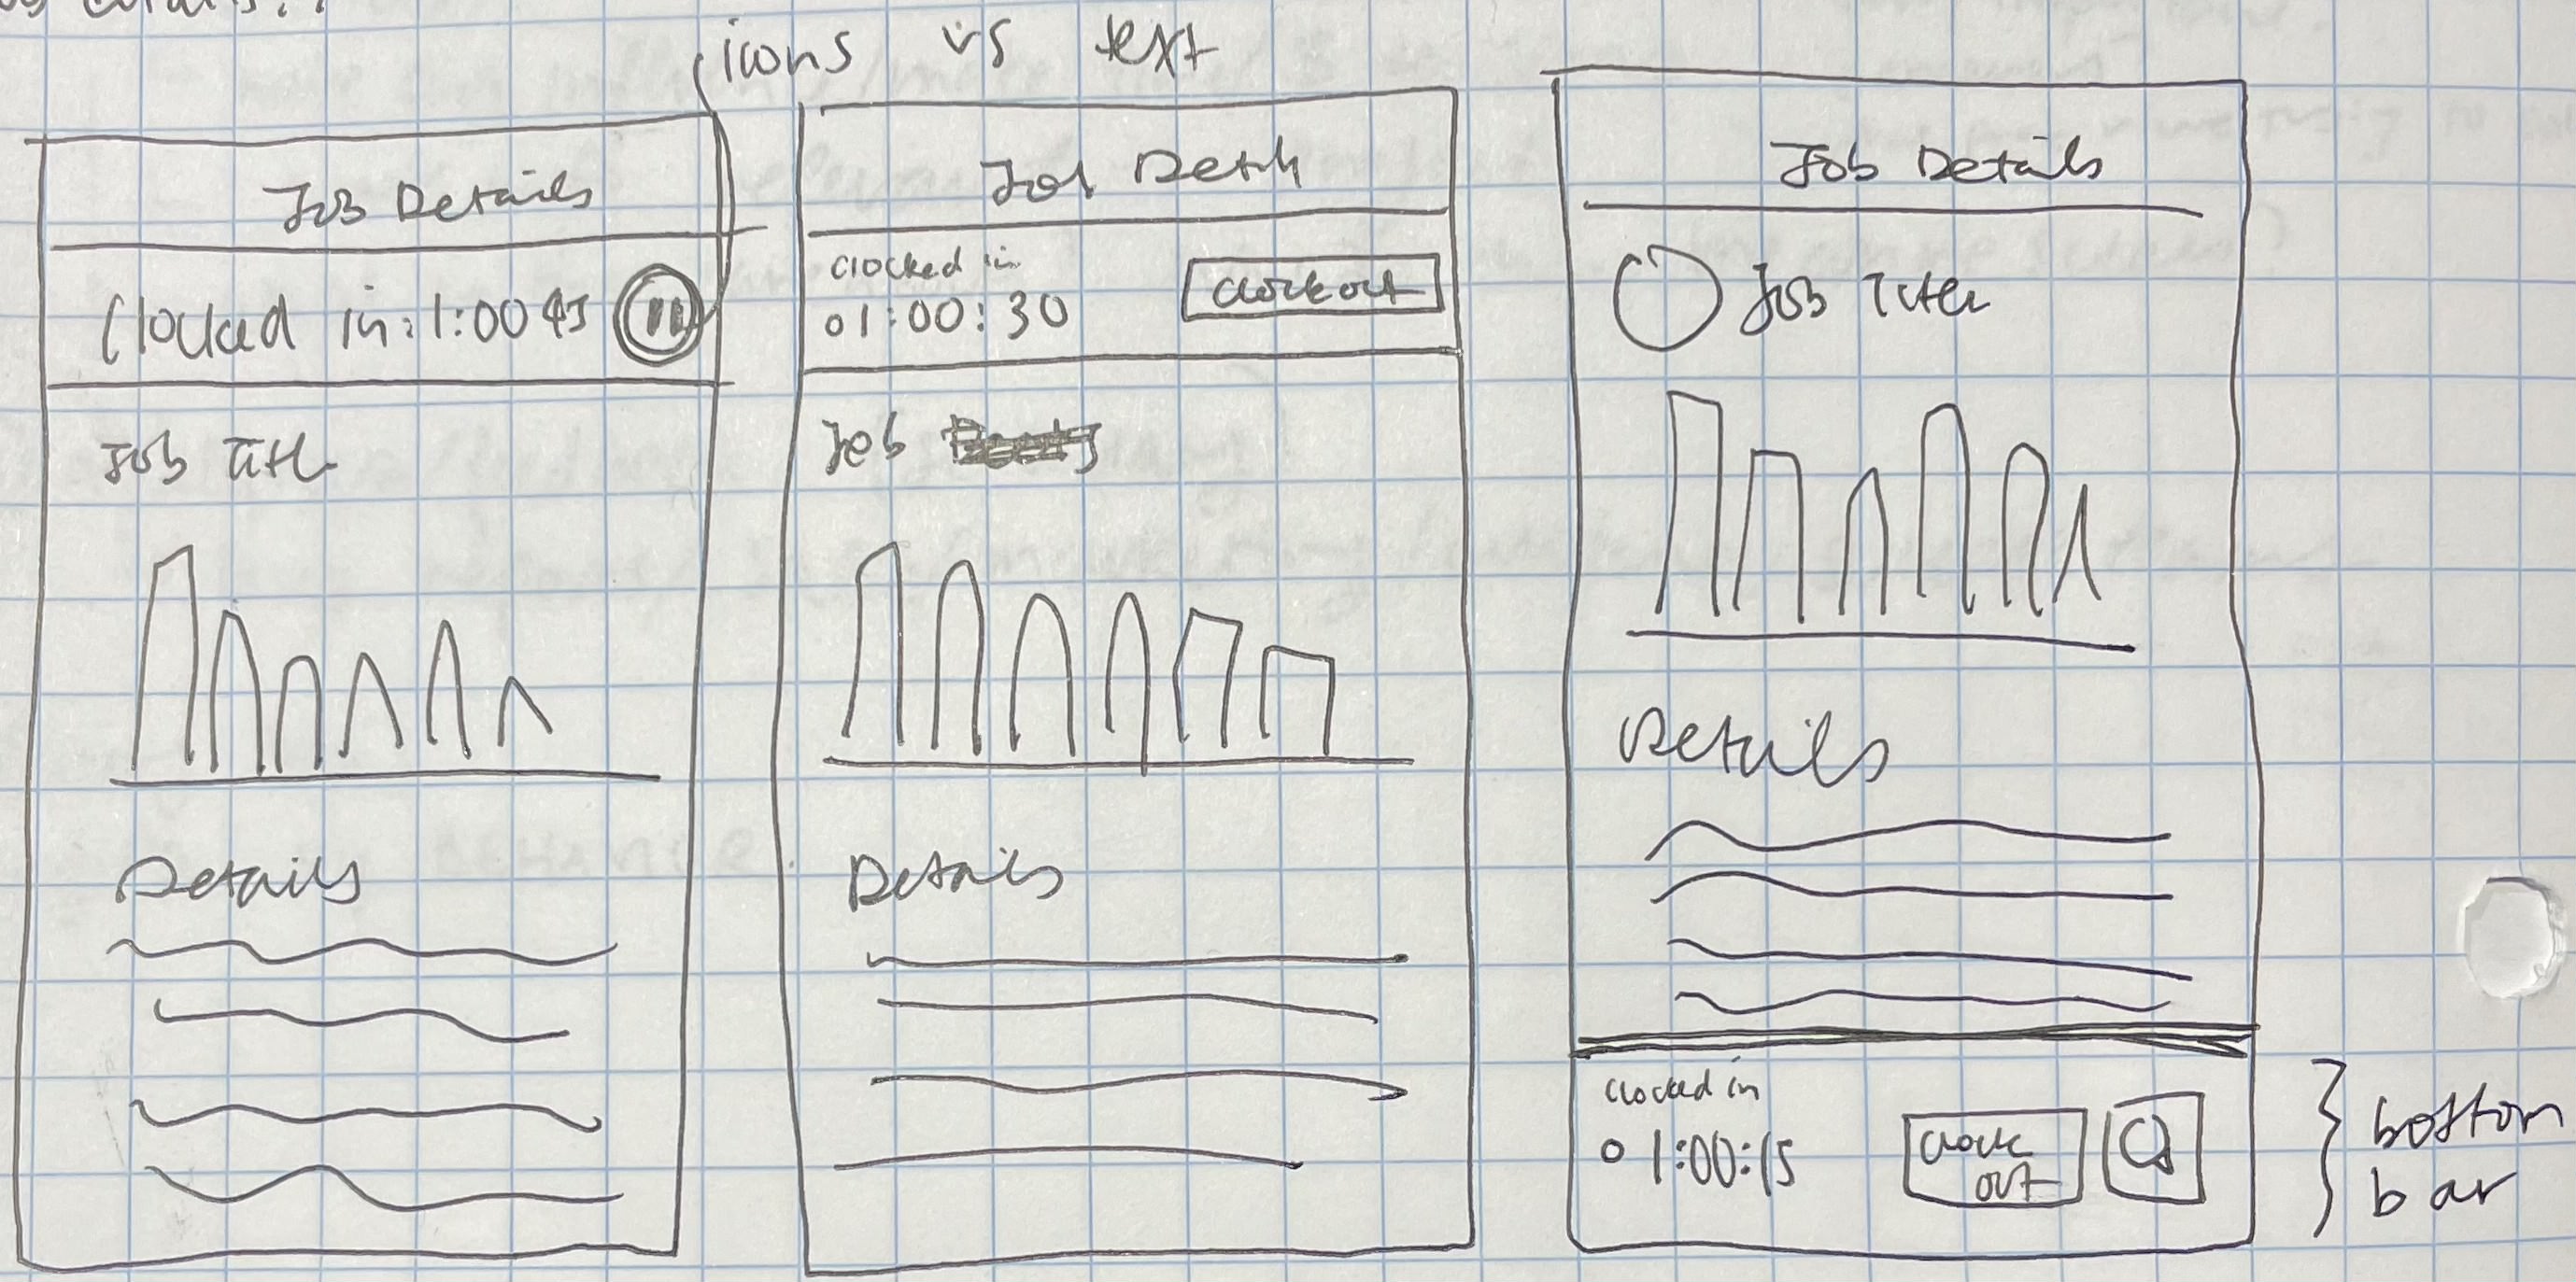 icons vs text
Job Details
Clocked in: 1:00 45
Job Title
Details
Job Details
clocked in
01:00:30
clock out
Job
Details
Job Details
Job Title
Details
clocked in
01:00:15
clock
out
bottom
bar